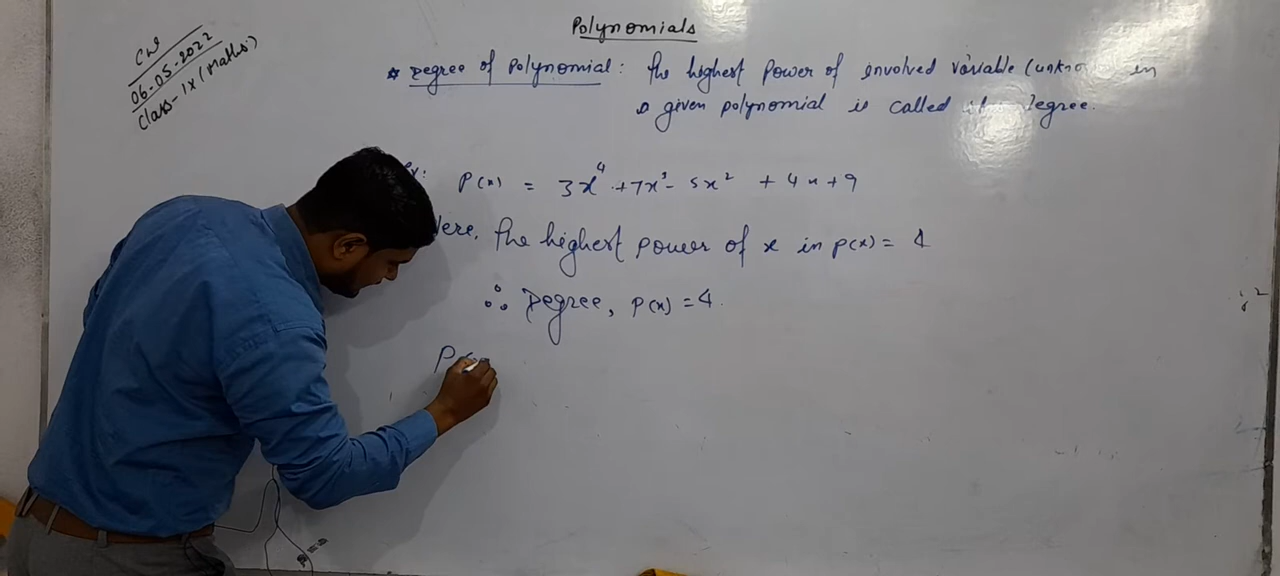 Polynomials
CW
06-05-2022
Class-IX (Maths)
* Degree of Polynomial: The highest power of involved variable (unkno in
a given polynomial is called it Degree.
Ex: P(x) = 3x⁴ + 7x³ - 5x² + 4x + 9
Here, The highest power of x in p(x) = 4
∴ Degree, P(x) = 4.
P(